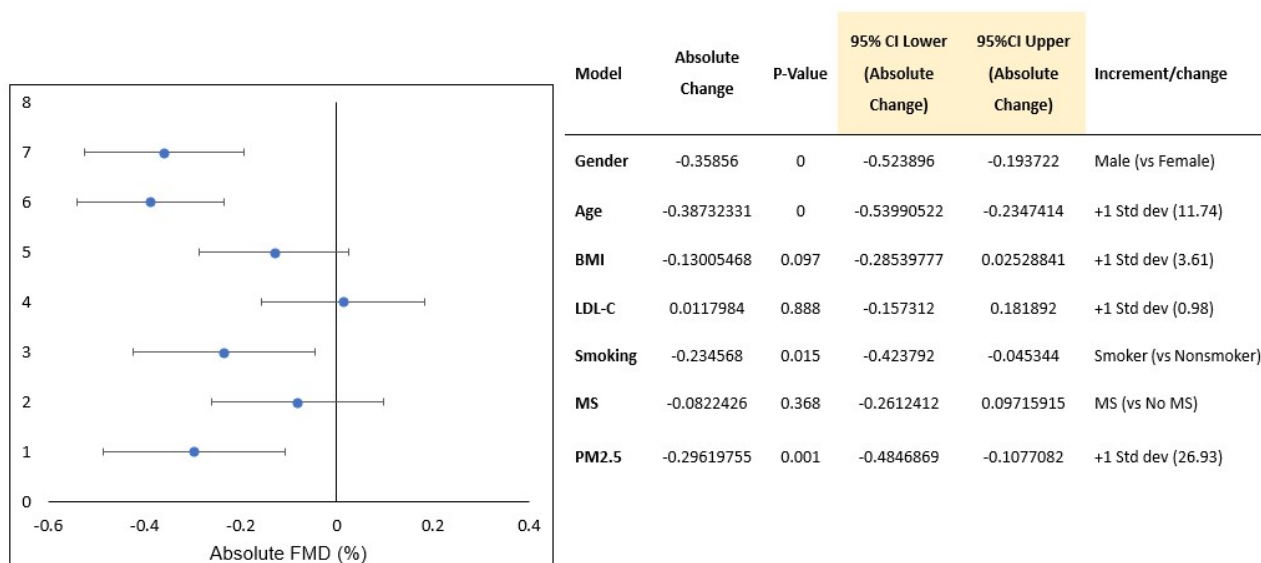 95% CI Lower 95%CI Upper
Absolute
Model P-Value (Absolute (Absolute Increment/change
Change
Change) Change)
8
7
6
5
4
3
2
1
0
-0.6 -0.4 -0.2 0 0.2 0.4
Absolute FMD (%)
Gender -0.35856 0 -0.523896 -0.193722 Male (vs Female)
Age -0.38732331 0 -0.53990522 -0.2347414 +1 Std dev (11.74)
BMI -0.13005468 0.097 -0.28539777 0.02528841 +1 Std dev (3.61)
LDL-C 0.0117984 0.888 -0.157312 0.181892 +1 Std dev (0.98)
Smoking -0.234568 0.015 -0.423792 -0.045344 Smoker (vs Nonsmoker)
MS -0.0822426 0.368 -0.2612412 0.09715915 MS (vs No MS)
PM2.5 -0.29619755 0.001 -0.4846869 -0.1077082 +1 Std dev (26.93)